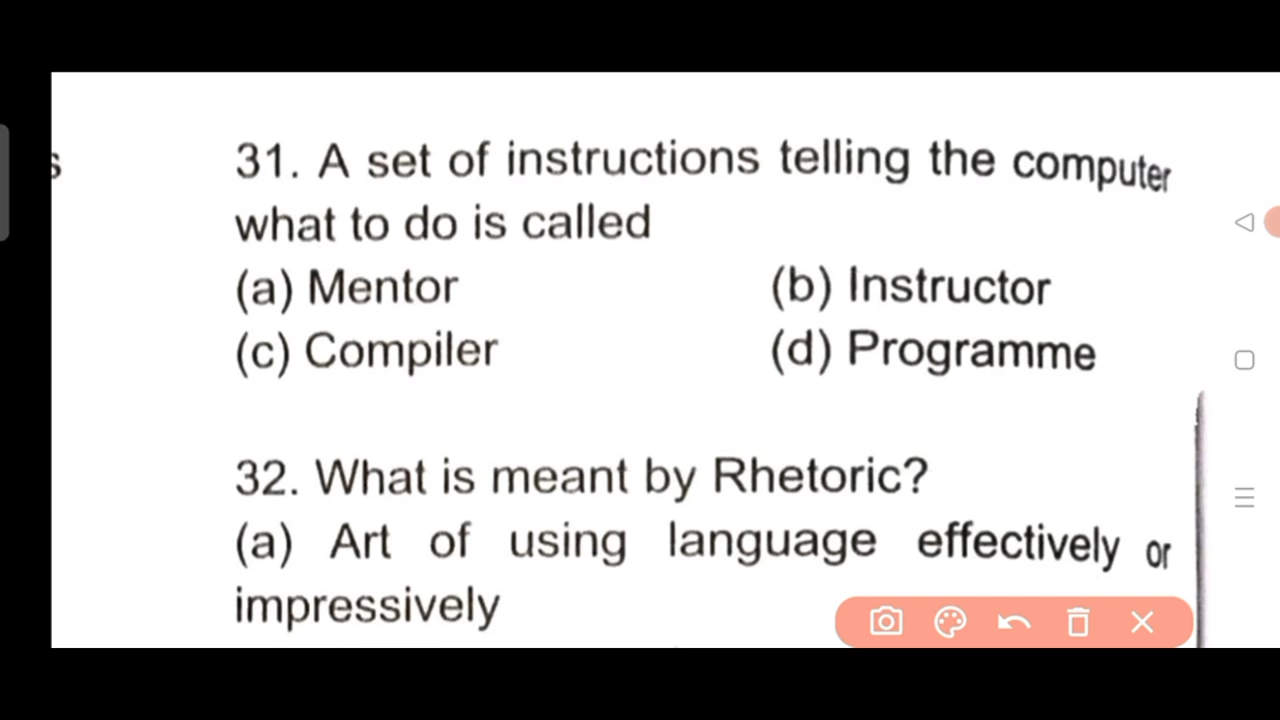 s
31. A set of instructions telling the computer
what to do is called
(a) Mentor (b) Instructor
(c) Compiler (d) Programme
32. What is meant by Rhetoric?
(a) Art of using language effectively or
impressively